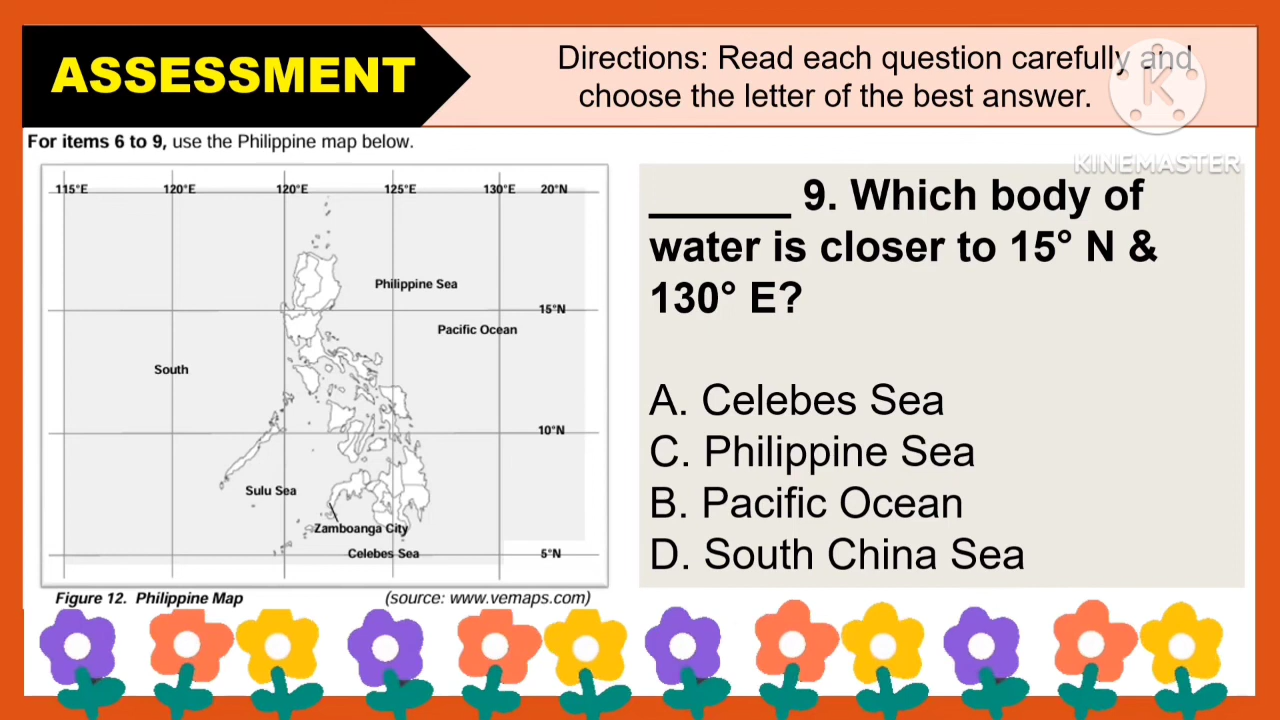 ASSESSMENT
Directions: Read each question carefully and
choose the letter of the best answer.
K
KINEMASTER
For items 6 to 9, use the Philippine map below.
115°E 120°E 120°E 125°E 130°E 20°N
Philippine Sea
15°N
Pacific Ocean
South
10°N
Sulu Sea
Zamboanga City
Celebes Sea 5°N
Figure 12. Philippine Map (source: www.vemaps.com)
______ 9. Which body of
water is closer to 15° N &
130° E?
A. Celebes Sea
C. Philippine Sea
B. Pacific Ocean
D. South China Sea